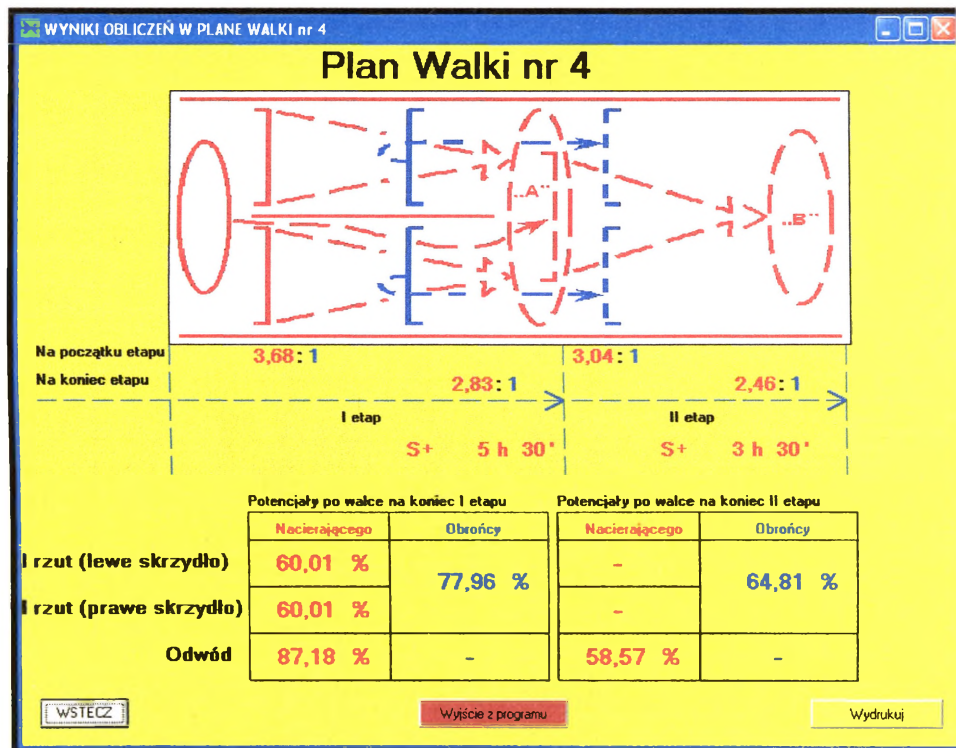 WYNIKI OBLICZEŃ W PLANE WALKI nr 4
Plan Walki nr 4
„A"
„B"
Na początku etapu 3,68:1 3,04:1
Na koniec etapu 2,83:1 2,46:1
I etap II etap
S+ 5 h 30' S+ 3 h 30'
Potencjały po walce na koniec I etapu Potencjały po walce na koniec II etapu
Nacierającego Obrońcy Nacierającego Obrońcy
I rzut (lewe skrzydło) 60,01 % 77,96 % - 64,81 %
I rzut (prawe skrzydło) 60,01 % -
Odwód 87,18 % - 58,57 % -
WSTECZ Wyjście z programu Wydrukuj